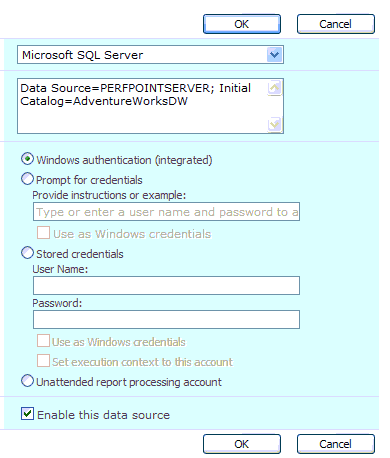 OK Cancel
Microsoft SQL Server
Data Source=PERFPOINTSERVER; Initial
Catalog=AdventureWorksDW
Windows authentication (integrated)
Prompt for credentials
Provide instructions or example:
Type or enter a user name and password to a
Use as Windows credentials
Stored credentials
User Name:
Password:
Use as Windows credentials
Set execution context to this account
Unattended report processing account
Enable this data source
OK Cancel